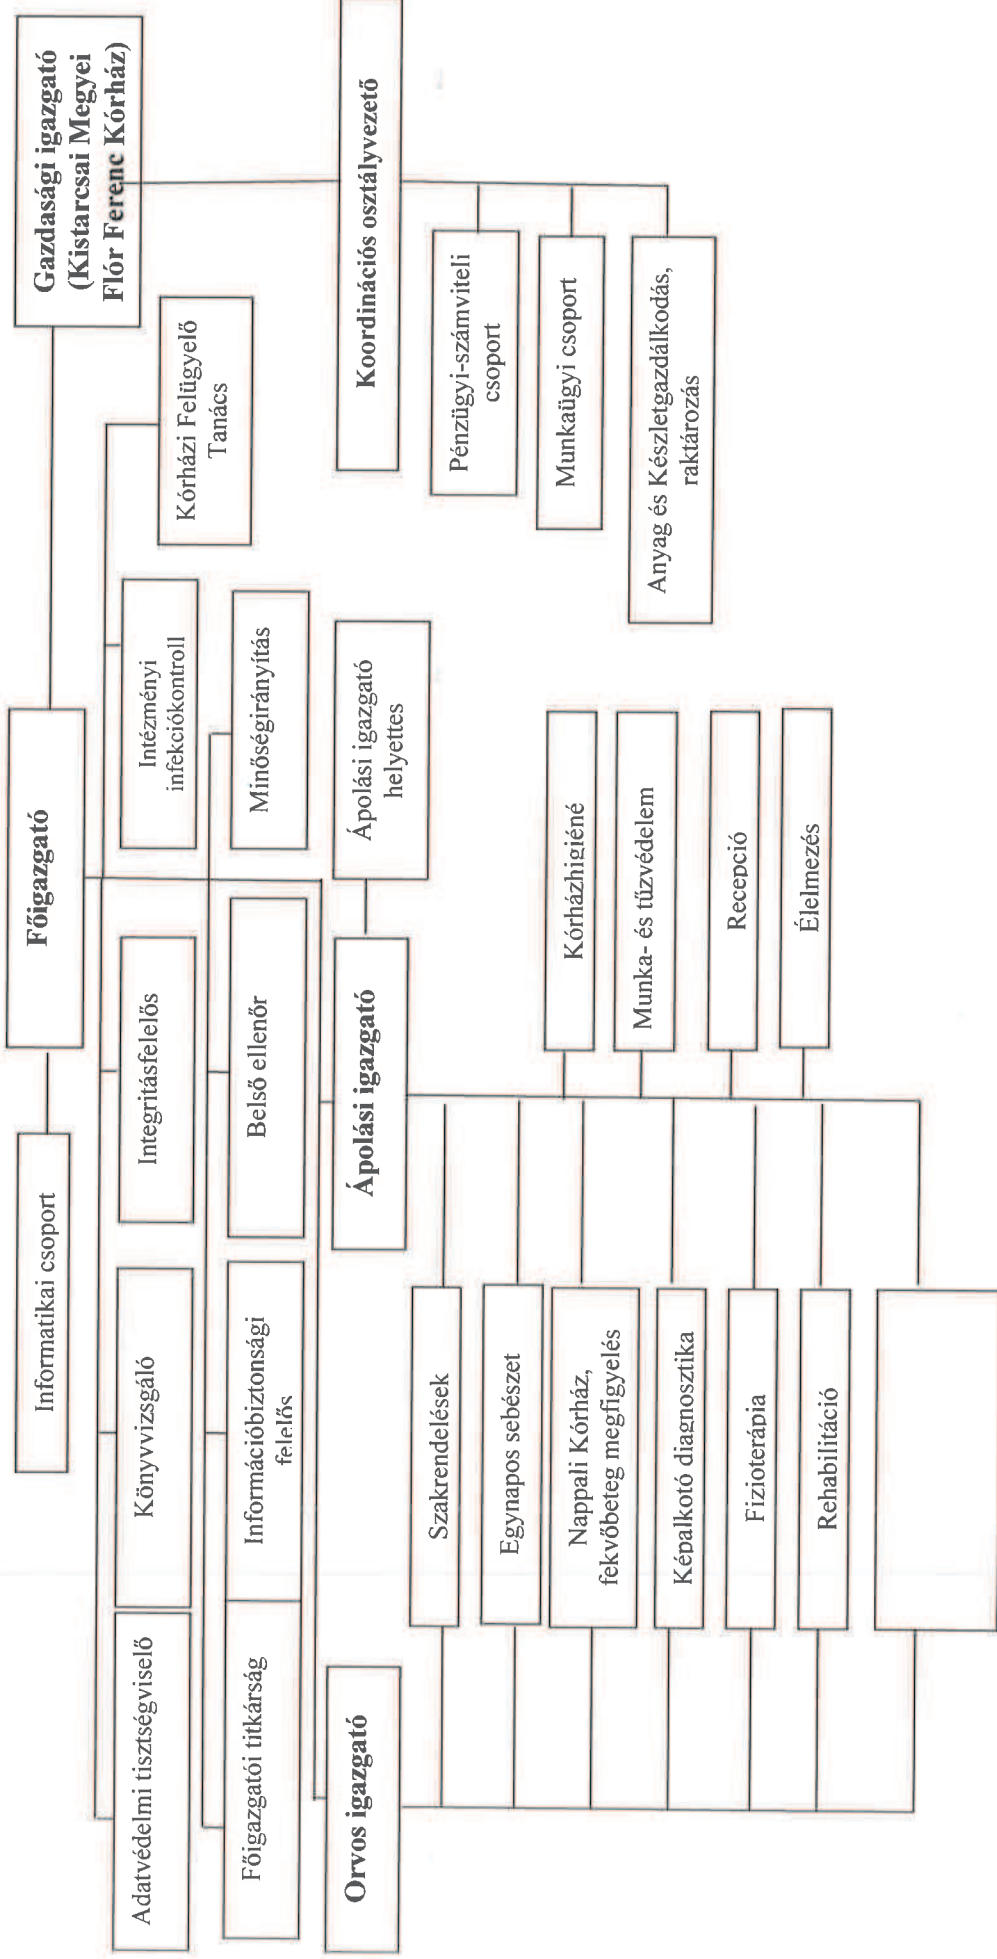 Főigazgató
Gazdasági igazgató
(Kistarcsai Megyei
Flór Ferenc Kórház)
Informatikai csoport
Adatvédelmi tisztségviselő
Könyvvizsgáló
Integritásfelelős
Intézményi
infekciókontroll
Kórházi Felügyelő
Tanács
Főigazgatói titkárság
Információbiztonsági
felelős
Belső ellenőr
Minőségirányítás
Orvos igazgató
Ápolási igazgató
Ápolási igazgató
helyettes
Koordinációs osztályvezető
Szakrendelések
Egynapos sebészet
Nappali Kórház,
fekvőbeteg megfigyelés
Képalkotó diagnosztika
Fizioterápia
Rehabilitáció
Kórházhigiéné
Munka- és tűzvédelem
Recepció
Élelmezés
Pénzügyi-számviteli
csoport
Munkaügyi csoport
Anyag és Készletgazdálkodás,
raktározás